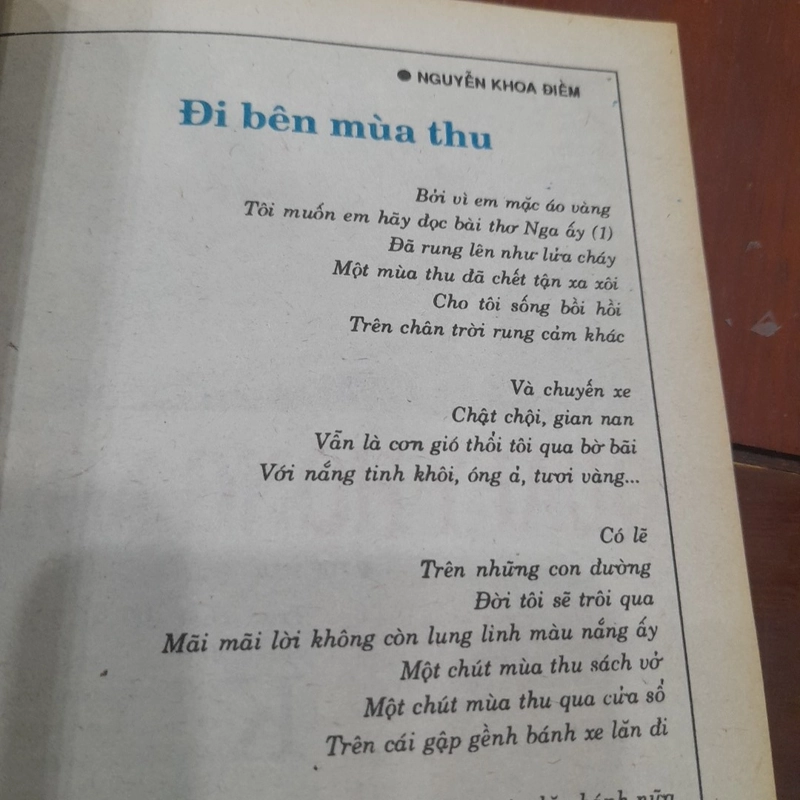 ● NGUYỄN KHOA ĐIỀM
Đi bên mùa thu
Bởi vì em mặc áo vàng
Tôi muốn em hãy đọc bài thơ Nga ấy (1)
Đã rung lên như lửa cháy
Một mùa thu đã chết tận xa xôi
Cho tôi sống bồi hồi
Trên chân trời rung cảm khác
Và chuyến xe
Chật chội, gian nan
Vẫn là cơn gió thổi tôi qua bờ bãi
Với nắng tinh khôi, óng ả, tươi vàng...
Có lẽ
Trên những con đường
Đời tôi sẽ trôi qua
Mãi mãi lời không còn lung linh màu nắng ấy
Một chút mùa thu sách vở
Một chút mùa thu qua cửa sổ
Trên cái gập gềnh bánh xe lăn đi
bánh nữa